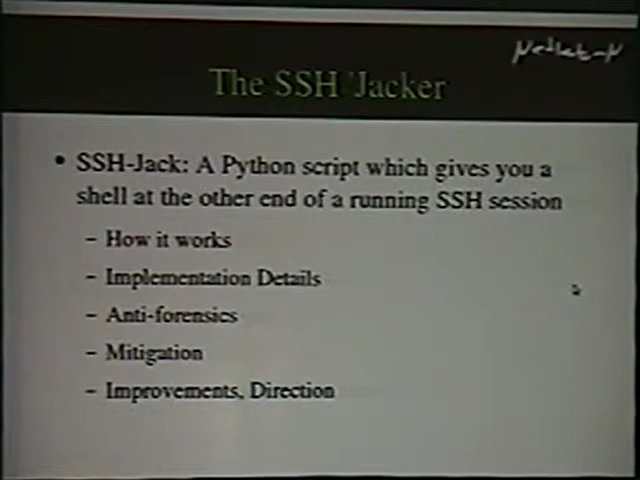 The SSH 'Jacker
• SSH-Jack: A Python script which gives you a
shell at the other end of a running SSH session
– How it works
– Implementation Details
– Anti-forensics
– Mitigation
– Improvements, Direction